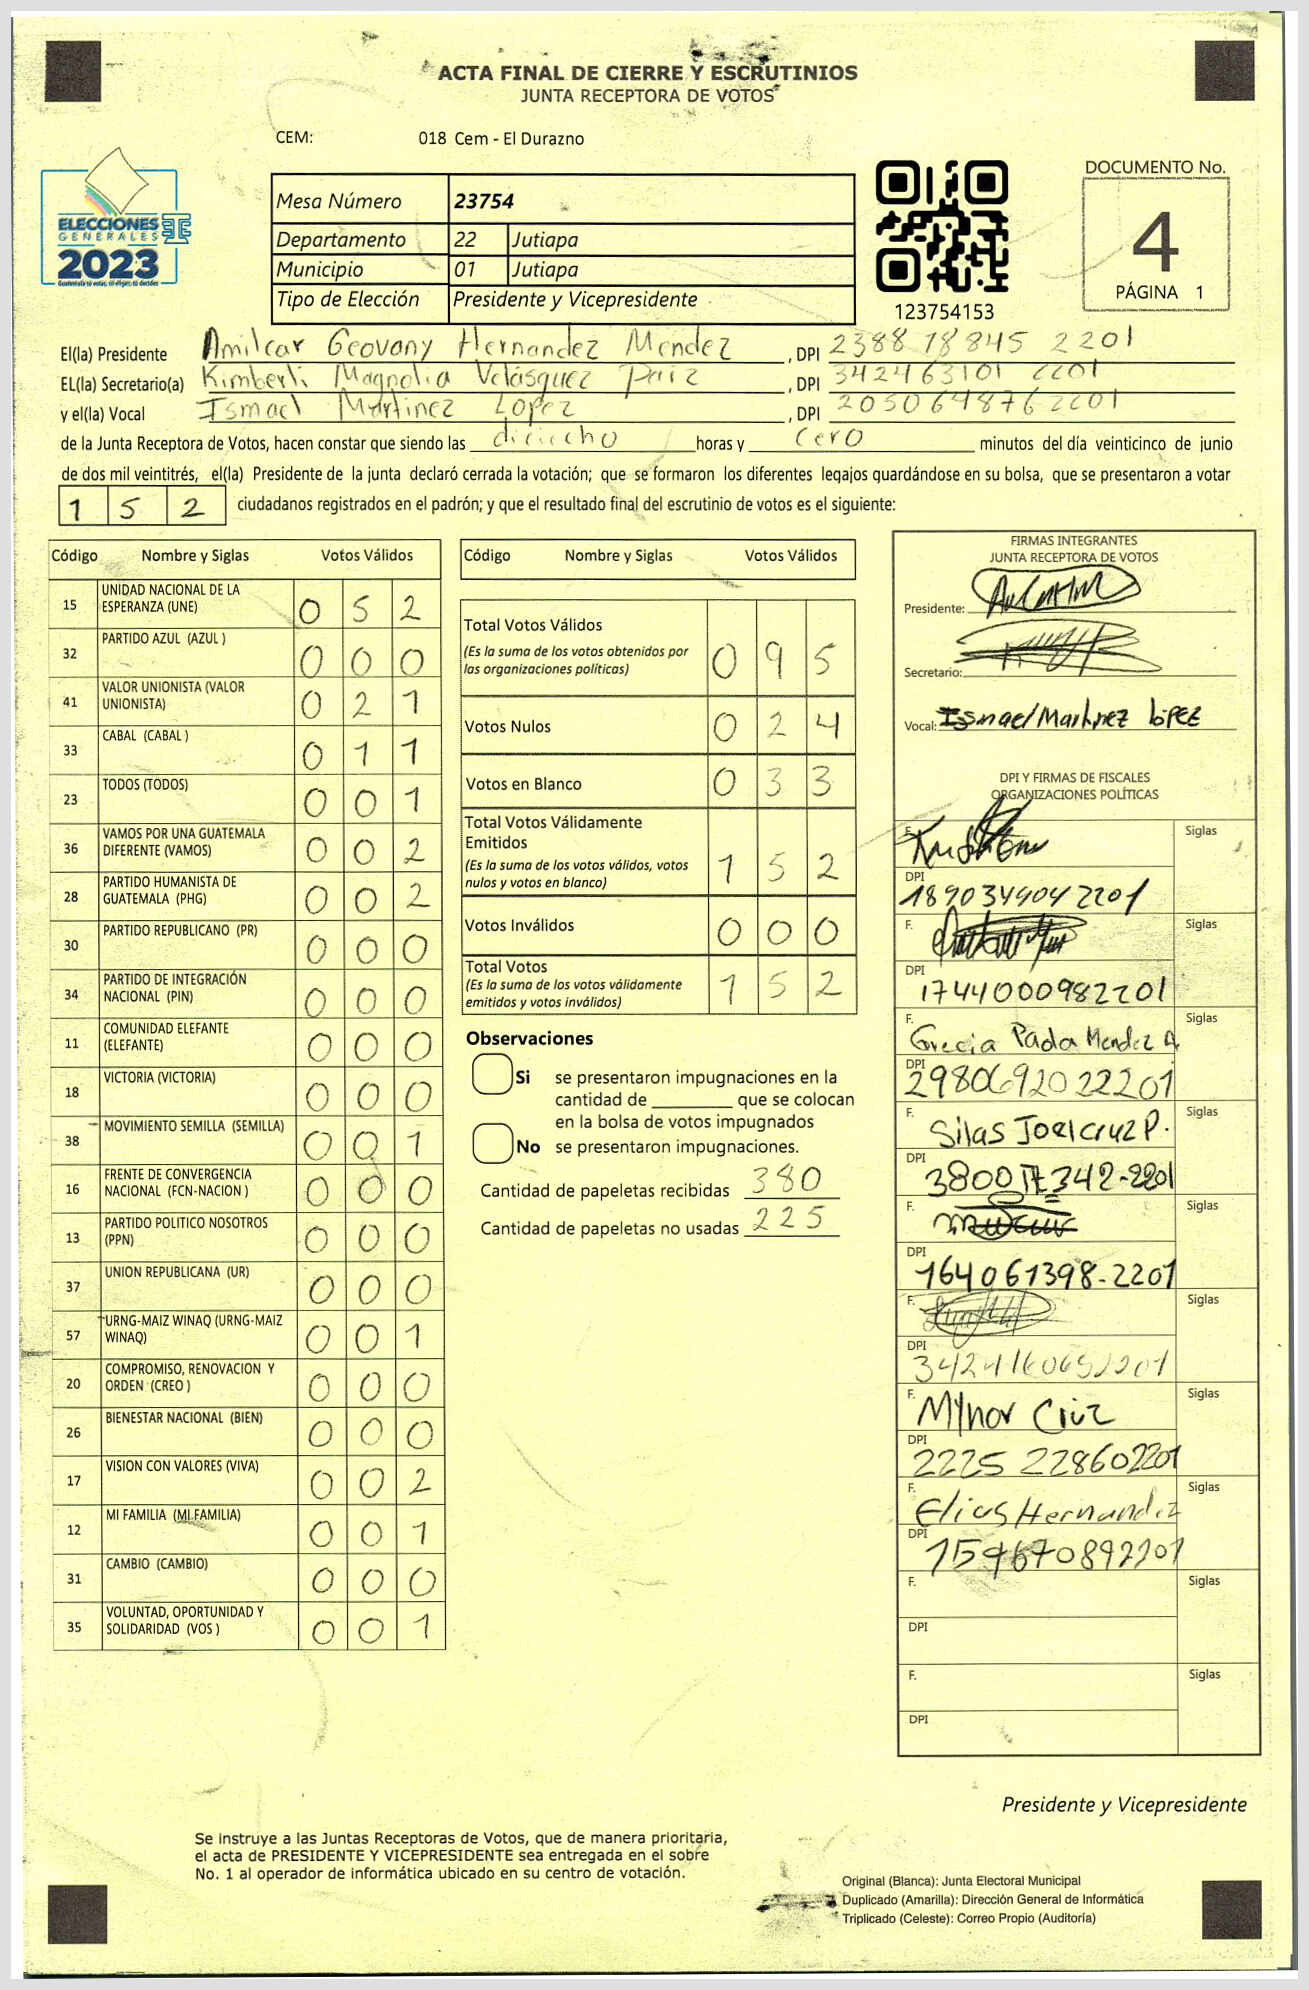 ACTA FINAL DE CIERRE Y ESCRUTINIOS
JUNTA RECEPTORA DE VOTOS
CEM: 018 Cem - El Durazno
ELECCIONES
GENERALES
2023
Guatemala tú votas, tú eliges, tú decides
Mesa Número 23754
Departamento 22 Jutiapa
Municipio 01 Jutiapa
Tipo de Elección Presidente y Vicepresidente
123754153
DOCUMENTO No.
4
PÁGINA 1
El(la) Presidente Amilcar Geovany Hernandez Mendez, DPI 2388 18845 2201
EL(la) Secretario(a) Kimberli Magnolia Velásquez Paiz, DPI 342463101 2201
y el(la) Vocal Ismael Martinez Lopez, DPI 2050648762201
de la Junta Receptora de Votos, hacen constar que siendo las dieciocho horas y cero minutos del día veinticinco de junio
de dos mil veintitrés, el(la) Presidente de la junta declaró cerrada la votación; que se formaron los diferentes legajos guardándose en su bolsa, que se presentaron a votar
1 5 2 ciudadanos registrados en el padrón; y que el resultado final del escrutinio de votos es el siguiente:
Código Nombre y Siglas Votos Válidos
15 UNIDAD NACIONAL DE LA ESPERANZA (UNE) 0 5 2
32 PARTIDO AZUL (AZUL ) 0 0 0
41 VALOR UNIONISTA (VALOR UNIONISTA) 0 2 1
33 CABAL (CABAL ) 0 1 1
23 TODOS (TODOS) 0 0 1
36 VAMOS POR UNA GUATEMALA DIFERENTE (VAMOS) 0 0 2
28 PARTIDO HUMANISTA DE GUATEMALA (PHG) 0 0 2
30 PARTIDO REPUBLICANO (PR) 0 0 0
34 PARTIDO DE INTEGRACIÓN NACIONAL (PIN) 0 0 0
11 COMUNIDAD ELEFANTE (ELEFANTE) 0 0 0
18 VICTORIA (VICTORIA) 0 0 0
38 MOVIMIENTO SEMILLA (SEMILLA) 0 0 1
16 FRENTE DE CONVERGENCIA NACIONAL (FCN-NACION ) 0 0 0
13 PARTIDO POLITICO NOSOTROS (PPN) 0 0 0
37 UNION REPUBLICANA (UR) 0 0 0
57 URNG-MAIZ WINAQ (URNG-MAIZ WINAQ) 0 0 1
20 COMPROMISO, RENOVACION Y ORDEN (CREO ) 0 0 0
26 BIENESTAR NACIONAL (BIEN) 0 0 0
17 VISION CON VALORES (VIVA) 0 0 2
12 MI FAMILIA (MI FAMILIA) 0 0 1
31 CAMBIO (CAMBIO) 0 0 0
35 VOLUNTAD, OPORTUNIDAD Y SOLIDARIDAD (VOS ) 0 0 1
Código Nombre y Siglas Votos Válidos
Total Votos Válidos 0 9 5
(Es la suma de los votos obtenidos por
las organizaciones políticas)
Votos Nulos 0 2 4
Votos en Blanco 0 3 3
Total Votos Válidamente
Emitidos 1 5 2
(Es la suma de los votos válidos, votos
nulos y votos en blanco)
Votos Inválidos 0 0 0
Total Votos 1 5 2
(Es la suma de los votos válidamente
emitidos y votos inválidos)
Observaciones
Si se presentaron impugnaciones en la
cantidad de ________ que se colocan
en la bolsa de votos impugnados
No se presentaron impugnaciones.
Cantidad de papeletas recibidas 380
Cantidad de papeletas no usadas 225
FIRMAS INTEGRANTES
JUNTA RECEPTORA DE VOTOS
Presidente:
Secretario:
Vocal: Ismael Martinez López
DPI Y FIRMAS DE FISCALES
ORGANIZACIONES POLÍTICAS
F. Siglas
DPI 1890349042201
F. Siglas
DPI 1744000982201
F. Grecia Paola Mendez A. Siglas
DPI 2980692022201
F. Silas Joel cruz P. Siglas
DPI 3800 342-2201
F. Siglas
DPI 164061398-2201
F. Siglas
DPI
F. Mynor Cruz Siglas
DPI 2225 228602201
F. Elias Hernandez Siglas
DPI 1594670892201
F. Siglas
DPI
F. Siglas
DPI
Presidente y Vicepresidente
Se instruye a las Juntas Receptoras de Votos, que de manera prioritaria,
el acta de PRESIDENTE Y VICEPRESIDENTE sea entregada en el sobre
No. 1 al operador de informática ubicado en su centro de votación.
Original (Blanca): Junta Electoral Municipal
Duplicado (Amarilla): Dirección General de Informática
Triplicado (Celeste): Correo Propio (Auditoría)